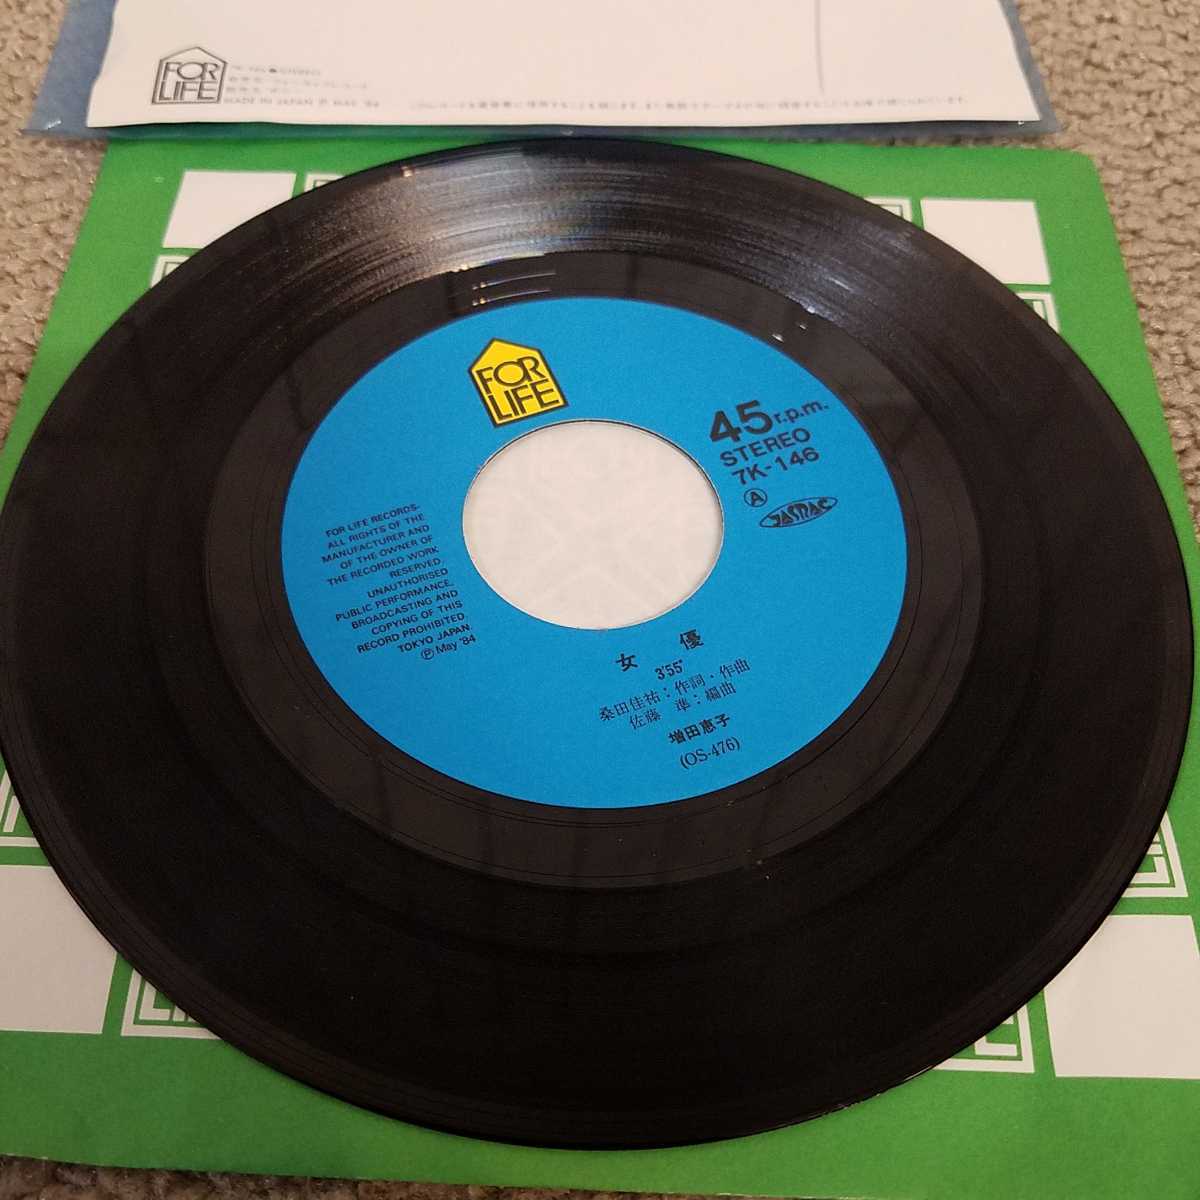 FOR
LIFE
MADE IN JAPAN Ⓟ MAY '84
FOR
LIFE
45 r.p.m.
STEREO
7K-146
Ⓐ
JASRAC
FOR LIFE RECORDS-
ALL RIGHTS OF THE
MANUFACTURER AND
OF THE OWNER OF
THE RECORDED WORK
RESERVED,
UNAUTHORISED
PUBLIC PERFORMANCE,
BROADCASTING AND
COPYING OF THIS
RECORD PROHIBITED.
TOKYO JAPAN.
Ⓟ May '84
女 優
3'55"
桑田佳祐:作詞・作曲
佐藤 準:編曲
増田恵子
(OS-476)